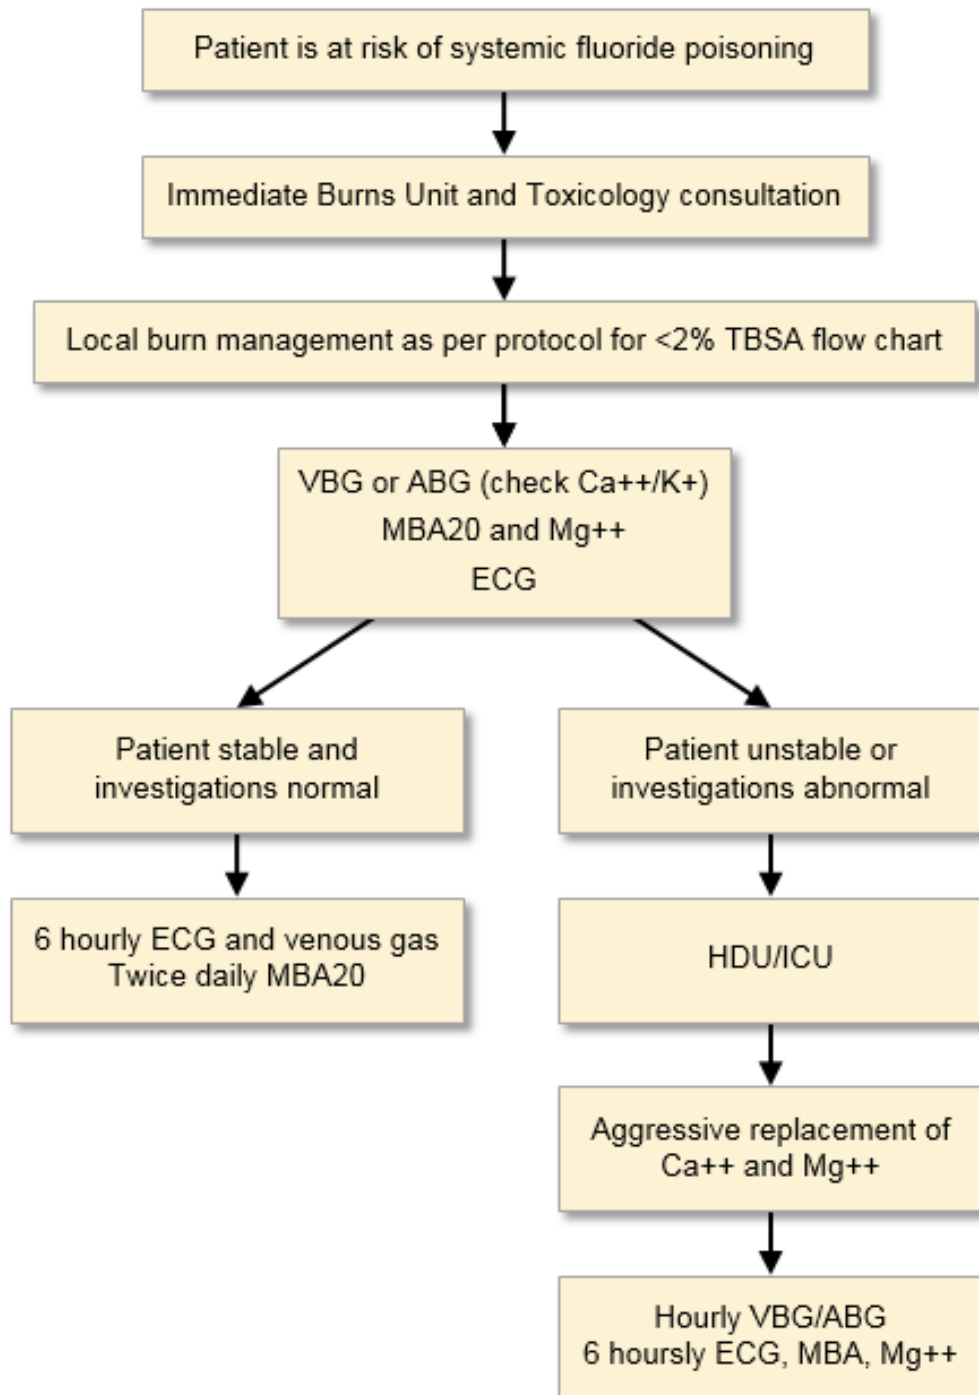 Patient is at risk of systemic fluoride poisoning
Immediate Burns Unit and Toxicology consultation
Local burn management as per protocol for <2% TBSA flow chart
VBG or ABG (check Ca++/K+)
MBA20 and Mg++
ECG
Patient stable and
investigations normal
Patient unstable or
investigations abnormal
6 hourly ECG and venous gas
Twice daily MBA20
HDU/ICU
Aggressive replacement of
Ca++ and Mg++
Hourly VBG/ABG
6 hoursly ECG, MBA, Mg++